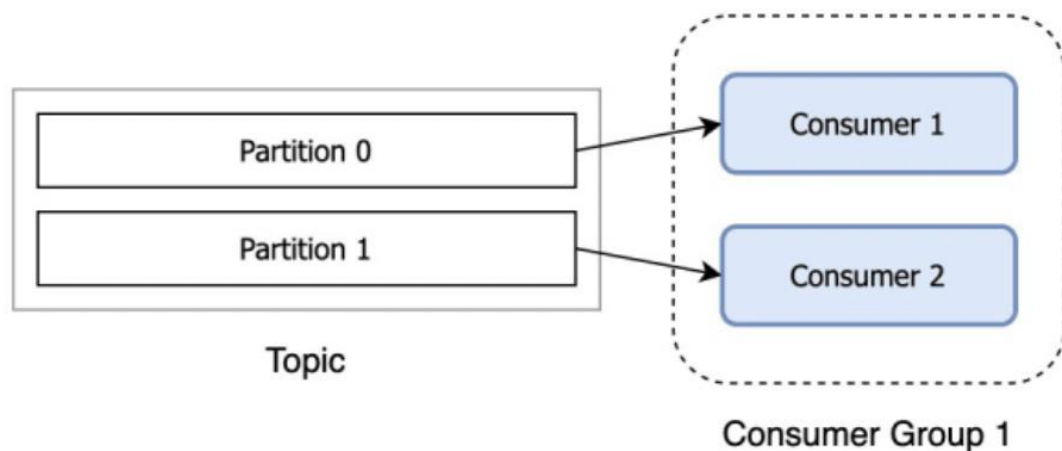 Partition 0
Partition 1
Topic
Consumer 1
Consumer 2
Consumer Group 1